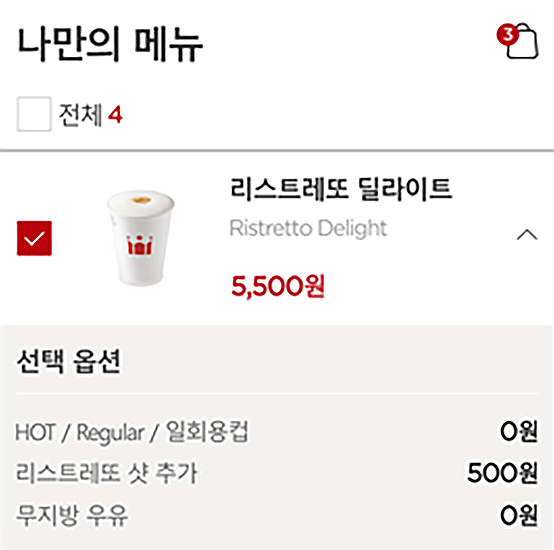 나만의 메뉴
3
전체 4
리스트레또 딜라이트
Ristretto Delight
5,500원
선택 옵션
HOT / Regular / 일회용컵 0원
리스트레또 샷 추가 500원
무지방 우유 0원